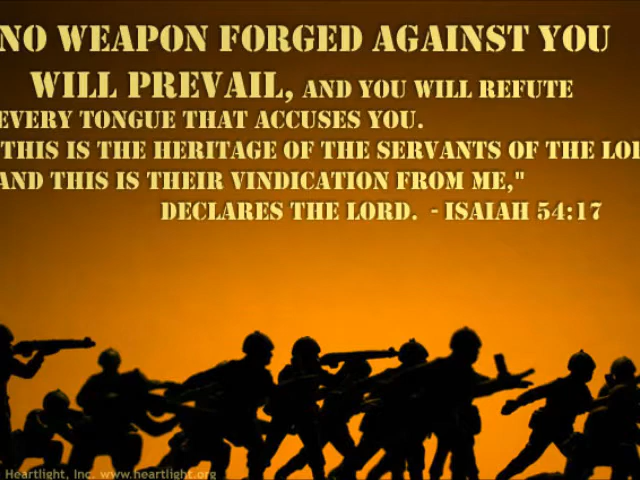 NO WEAPON FORGED AGAINST YOU
WILL PREVAIL, AND YOU WILL REFUTE
EVERY TONGUE THAT ACCUSES YOU.
THIS IS THE HERITAGE OF THE SERVANTS OF THE LO
AND THIS IS THEIR VINDICATION FROM ME,"
DECLARES THE LORD. - ISAIAH 54:17
Heartlight, Inc. www.heartlight.org